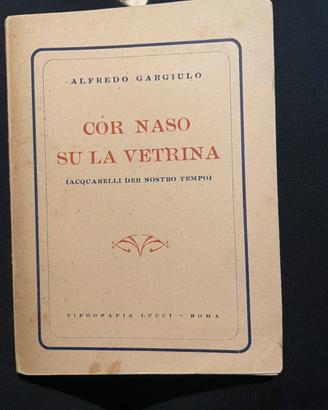 ALFREDO GARGIULO
CÓR NASO
SU LA VETRINA
(ACQUARELLI DER NOSTRO TEMPO)
TIPOGRAFIA LUCCI - ROMA